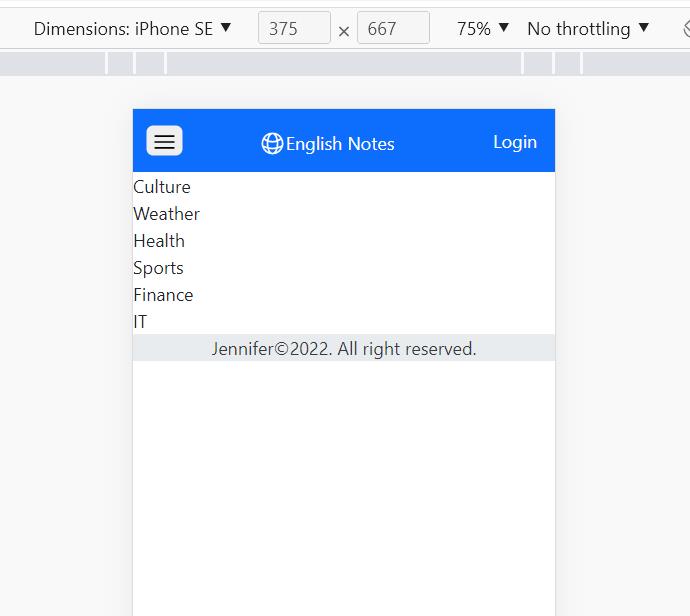 Dimensions: iPhone SE ▼ 375 × 667 75% ▼ No throttling ▼
English Notes Login
Culture
Weather
Health
Sports
Finance
IT
Jennifer©2022. All right reserved.